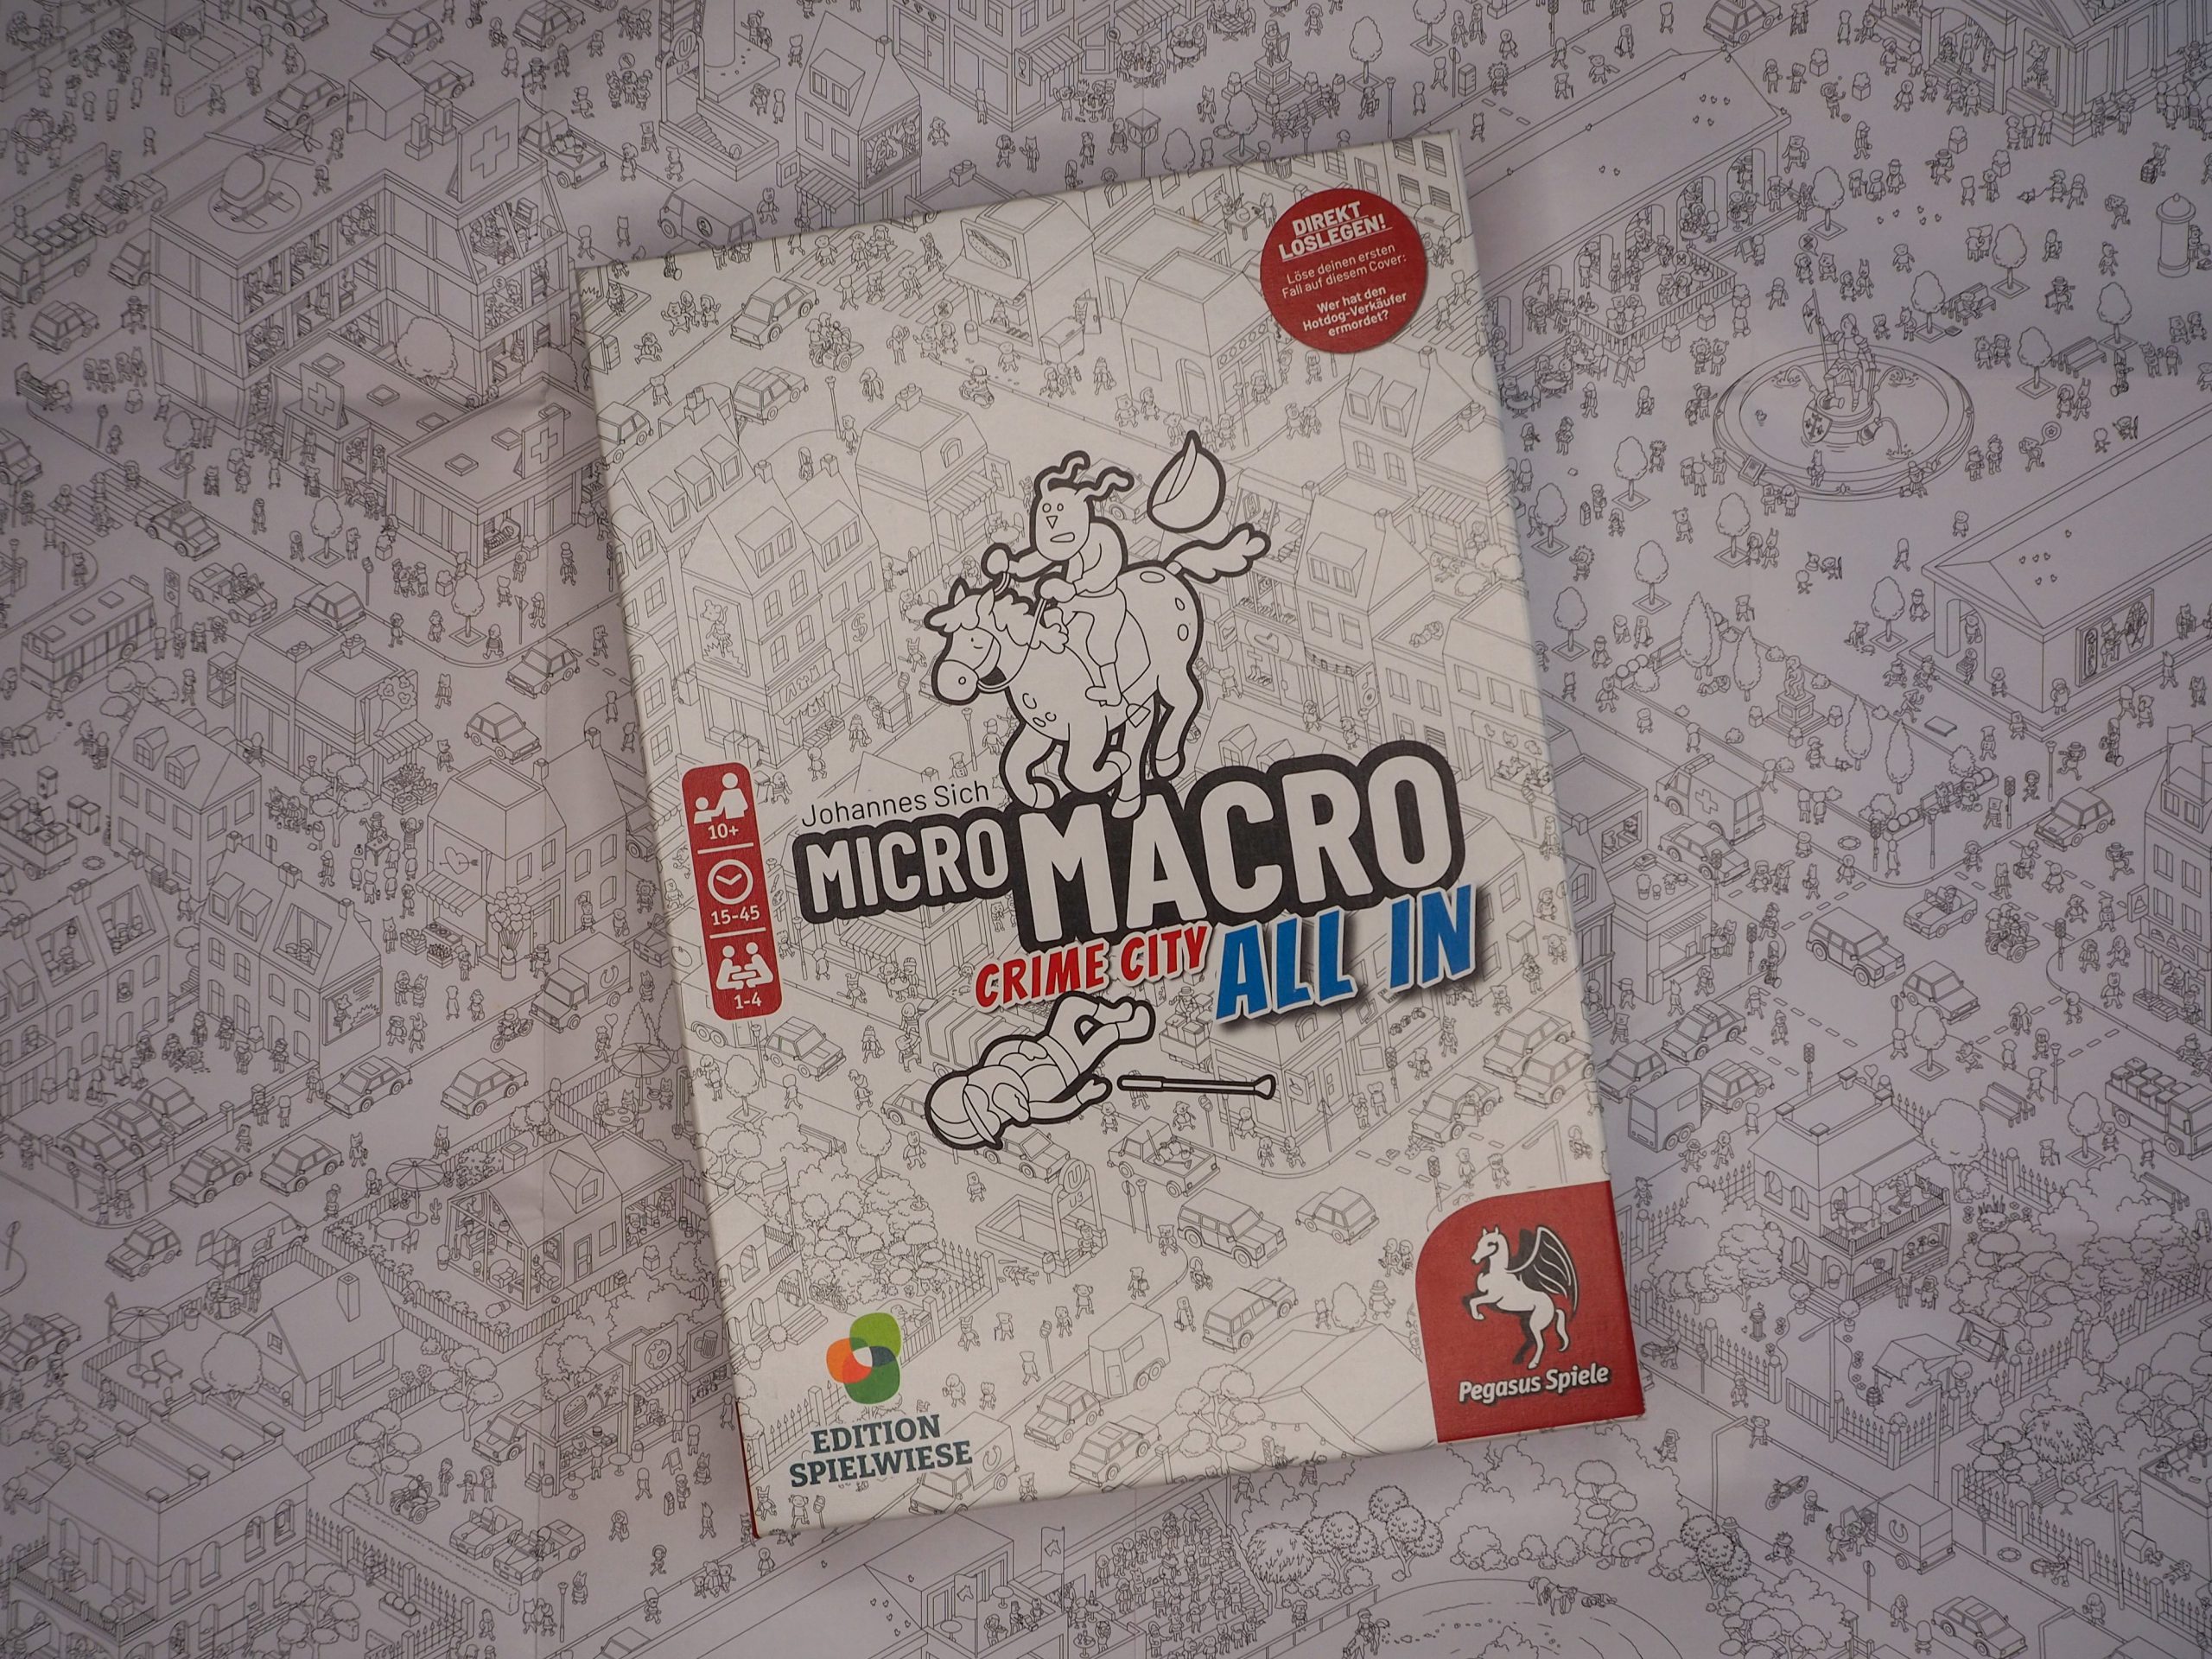 DIREKT
LOSLEGEN!
Löse deinen ersten
Fall auf diesem Cover:
Wer hat den
Hotdog-Verkäufer
ermordet?
Johannes Sich
MICRO MACRO
CRIME CITY ALL IN
10+
15-45
1-4
EDITION
SPIELWIESE
Pegasus Spiele